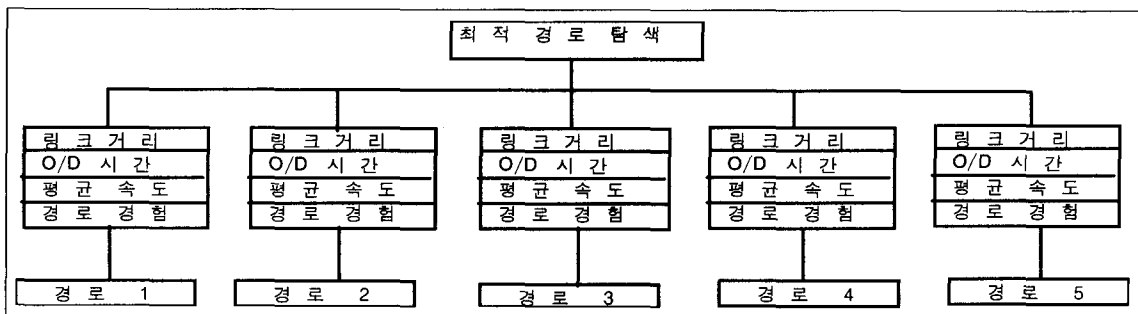 최 적 경 로 탐 색
링 크 거 리 링 크 거 리 링 크 거 리 링 크 거 리 링 크 거 리
O/D 시 간 O/D 시 간 O/D 시 간 O/D 시 간 O/D 시 간
평 균 속 도 평 균 속 도 평 균 속 도 평 균 속 도 평 균 속 도
경 로 경 험 경 로 경 험 경 로 경 험 경 로 경 험 경 로 경 험
경 로 1 경 로 2 경 로 3 경 로 4 경 로 5